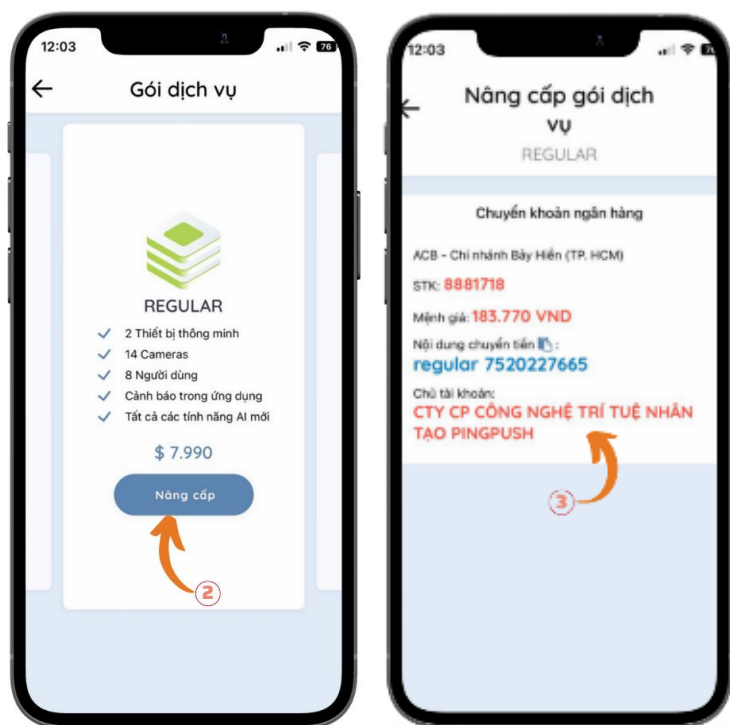 12:03
76
Gói dịch vụ
REGULAR
2 Thiết bị thông minh
14 Cameras
8 Người dùng
Cảnh báo trong ứng dụng
Tất cả các tính năng AI mới
$ 7.990
Nâng cấp
2
12:03
Nâng cấp gói dịch
vụ
REGULAR
Chuyển khoản ngân hàng
ACB - Chi nhánh Bảy Hiền (TP. HCM)
STK: 8881718
Mệnh giá: 183.770 VND
Nội dung chuyển tiền :
regular 7520227665
Chủ tài khoản:
CTY CP CÔNG NGHỆ TRÍ TUỆ NHÂN
TẠO PINGPUSH
3